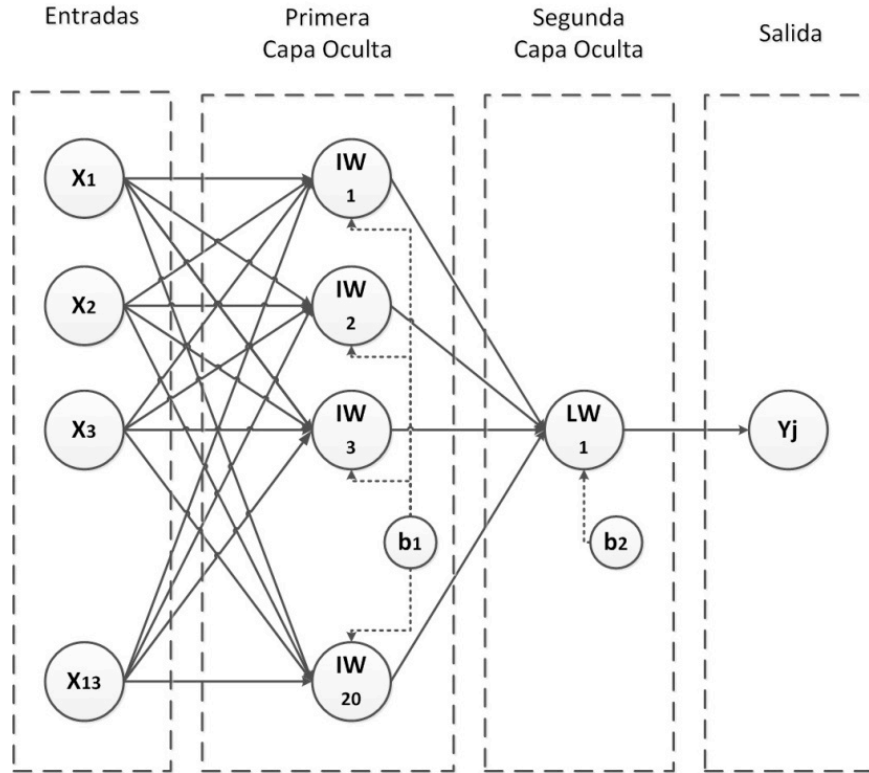 Entradas
Primera
Capa Oculta
Segunda
Capa Oculta
Salida
X1
IW
1
X2
IW
2
X3
IW
3
LW
1
Yj
b1
b2
X13
IW
20